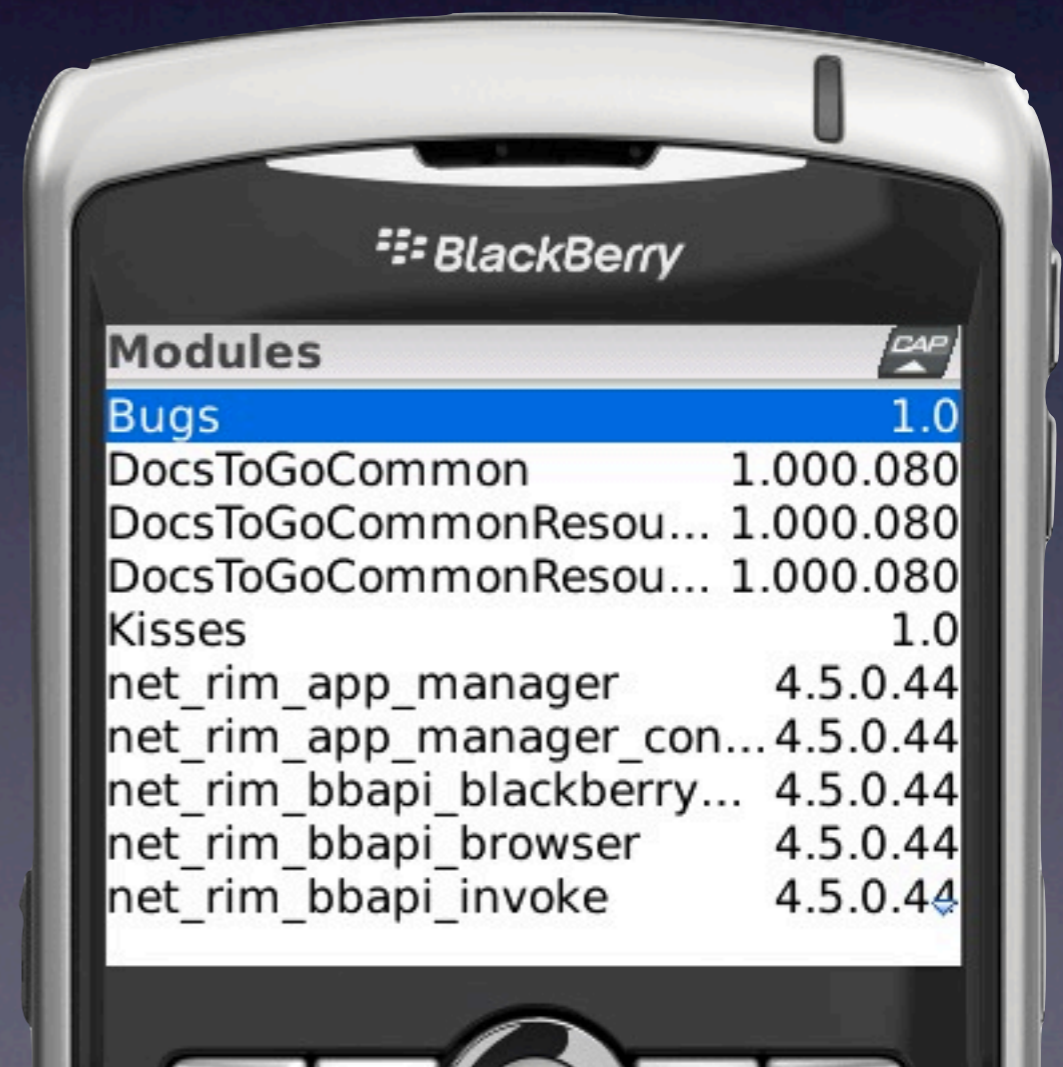 BlackBerry
Modules CAP
Bugs 1.0
DocsToGoCommon 1.000.080
DocsToGoCommonResou... 1.000.080
DocsToGoCommonResou... 1.000.080
Kisses 1.0
net_rim_app_manager 4.5.0.44
net_rim_app_manager_con... 4.5.0.44
net_rim_bbapi_blackberry... 4.5.0.44
net_rim_bbapi_browser 4.5.0.44
net_rim_bbapi_invoke 4.5.0.44